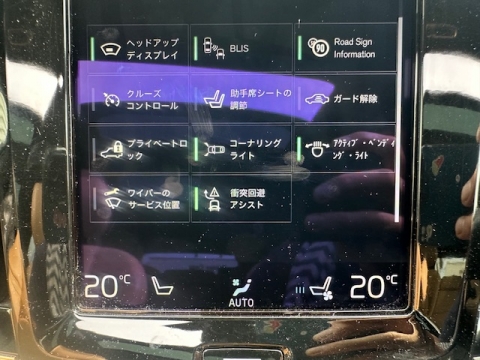 ヘッドアップ
ディスプレイ
BLIS
Road Sign
Information
90
クルーズ
コントロール
助手席シートの
調節
ガード解除
プライベートロ
ック
コーナリング
ライト
アクティブ・ベンディ
ング・ライト
ワイパーの
サービス位置
衝突回避
アシスト
20°C
AUTO
20°C